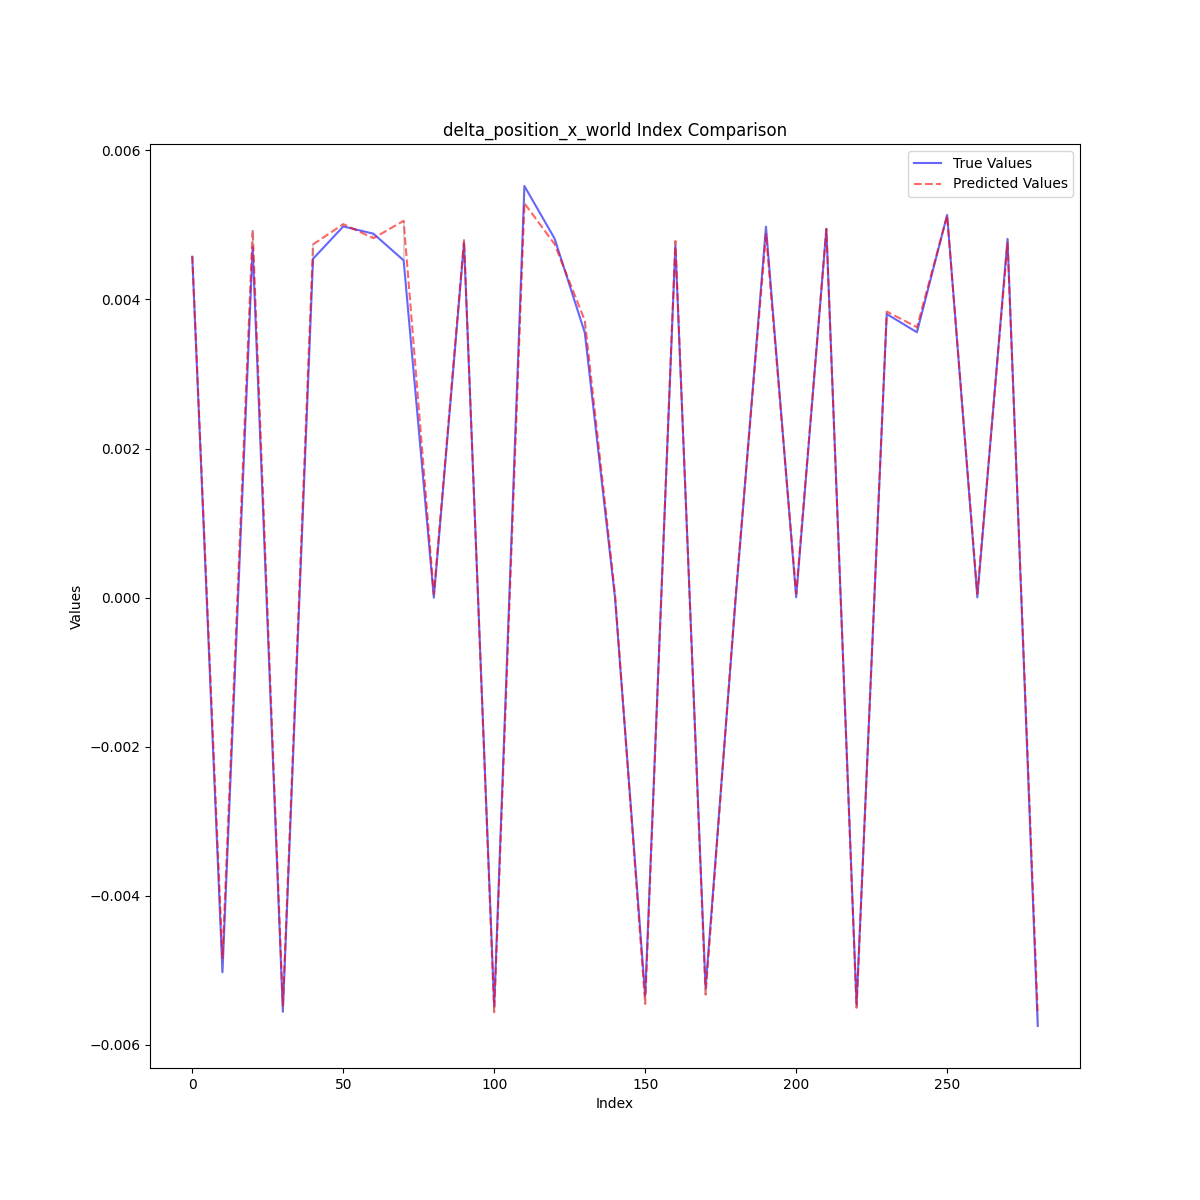 delta_position_x_world Index Comparison
True Values
Predicted Values
0.006
0.004
0.002
0.000
−0.002
−0.004
−0.006
Values
0 50 100 150 200 250
Index